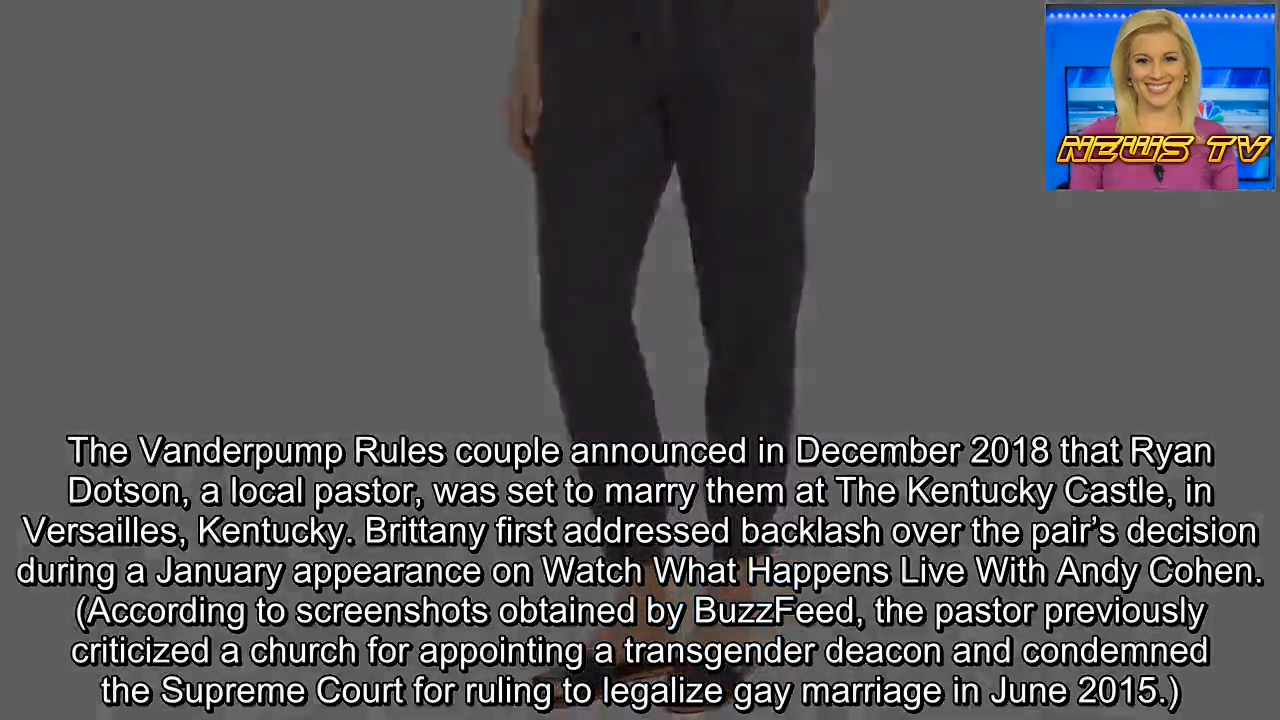 NEWS TV
The Vanderpump Rules couple announced in December 2018 that Ryan
Dotson, a local pastor, was set to marry them at The Kentucky Castle, in
Versailles, Kentucky. Brittany first addressed backlash over the pair’s decision
during a January appearance on Watch What Happens Live With Andy Cohen.
(According to screenshots obtained by BuzzFeed, the pastor previously
criticized a church for appointing a transgender deacon and condemned
the Supreme Court for ruling to legalize gay marriage in June 2015.)